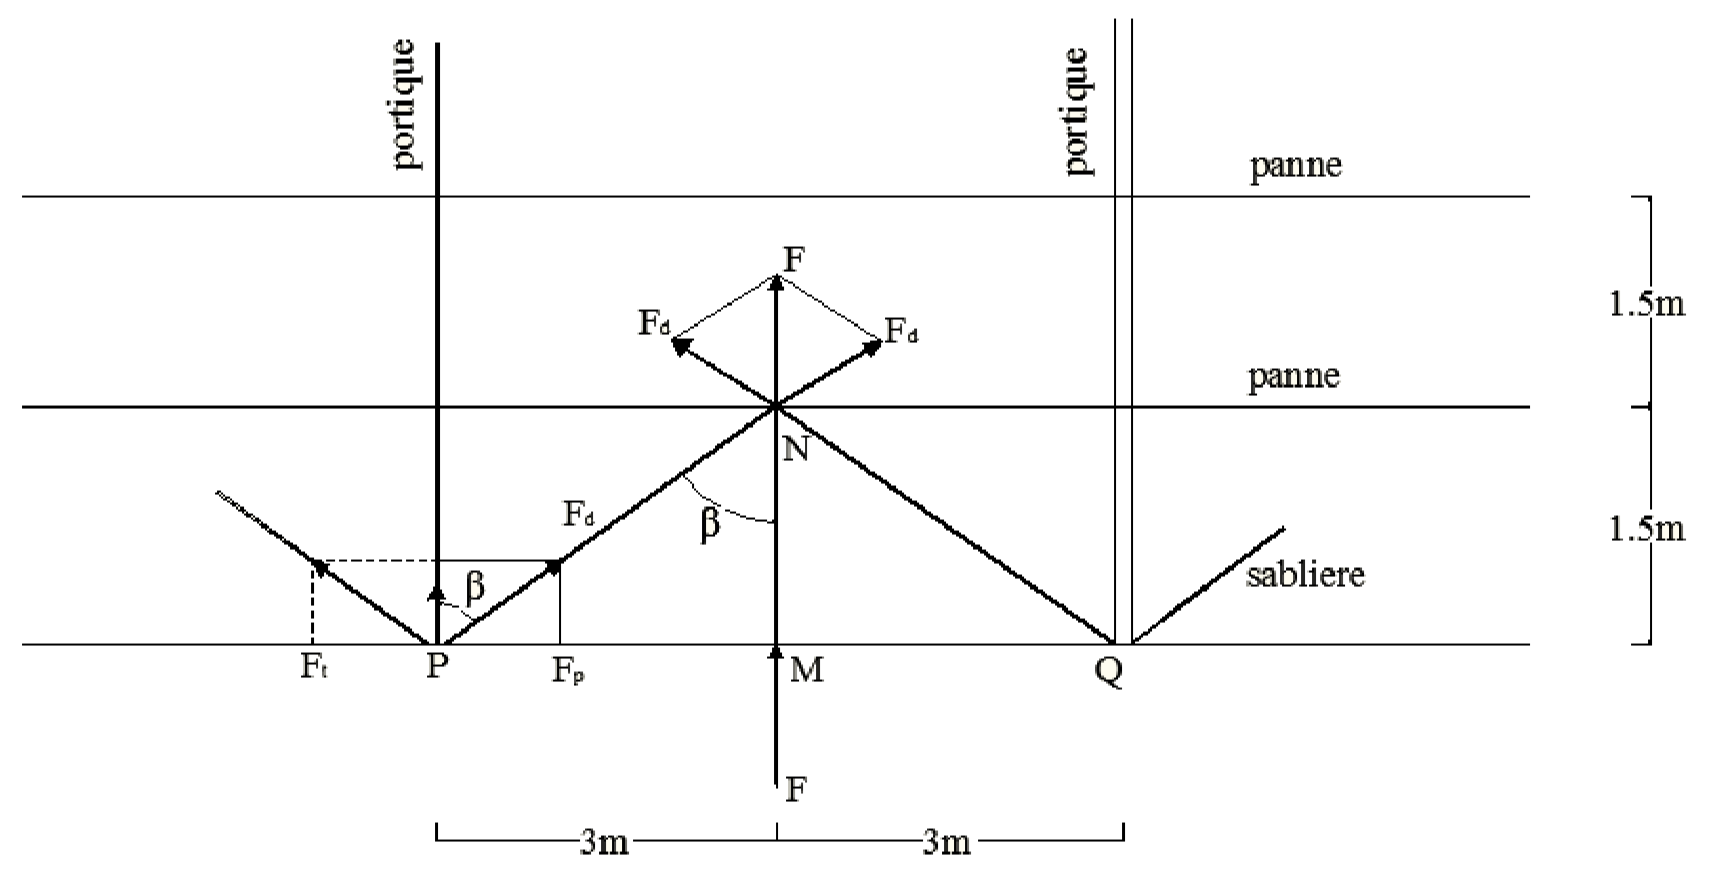 portique
portique
panne
F
1.5m
Fd
Fd
panne
N
Fd
β
1.5m
β
sabliere
Ft
P
Fp
M
Q
F
3m
3m